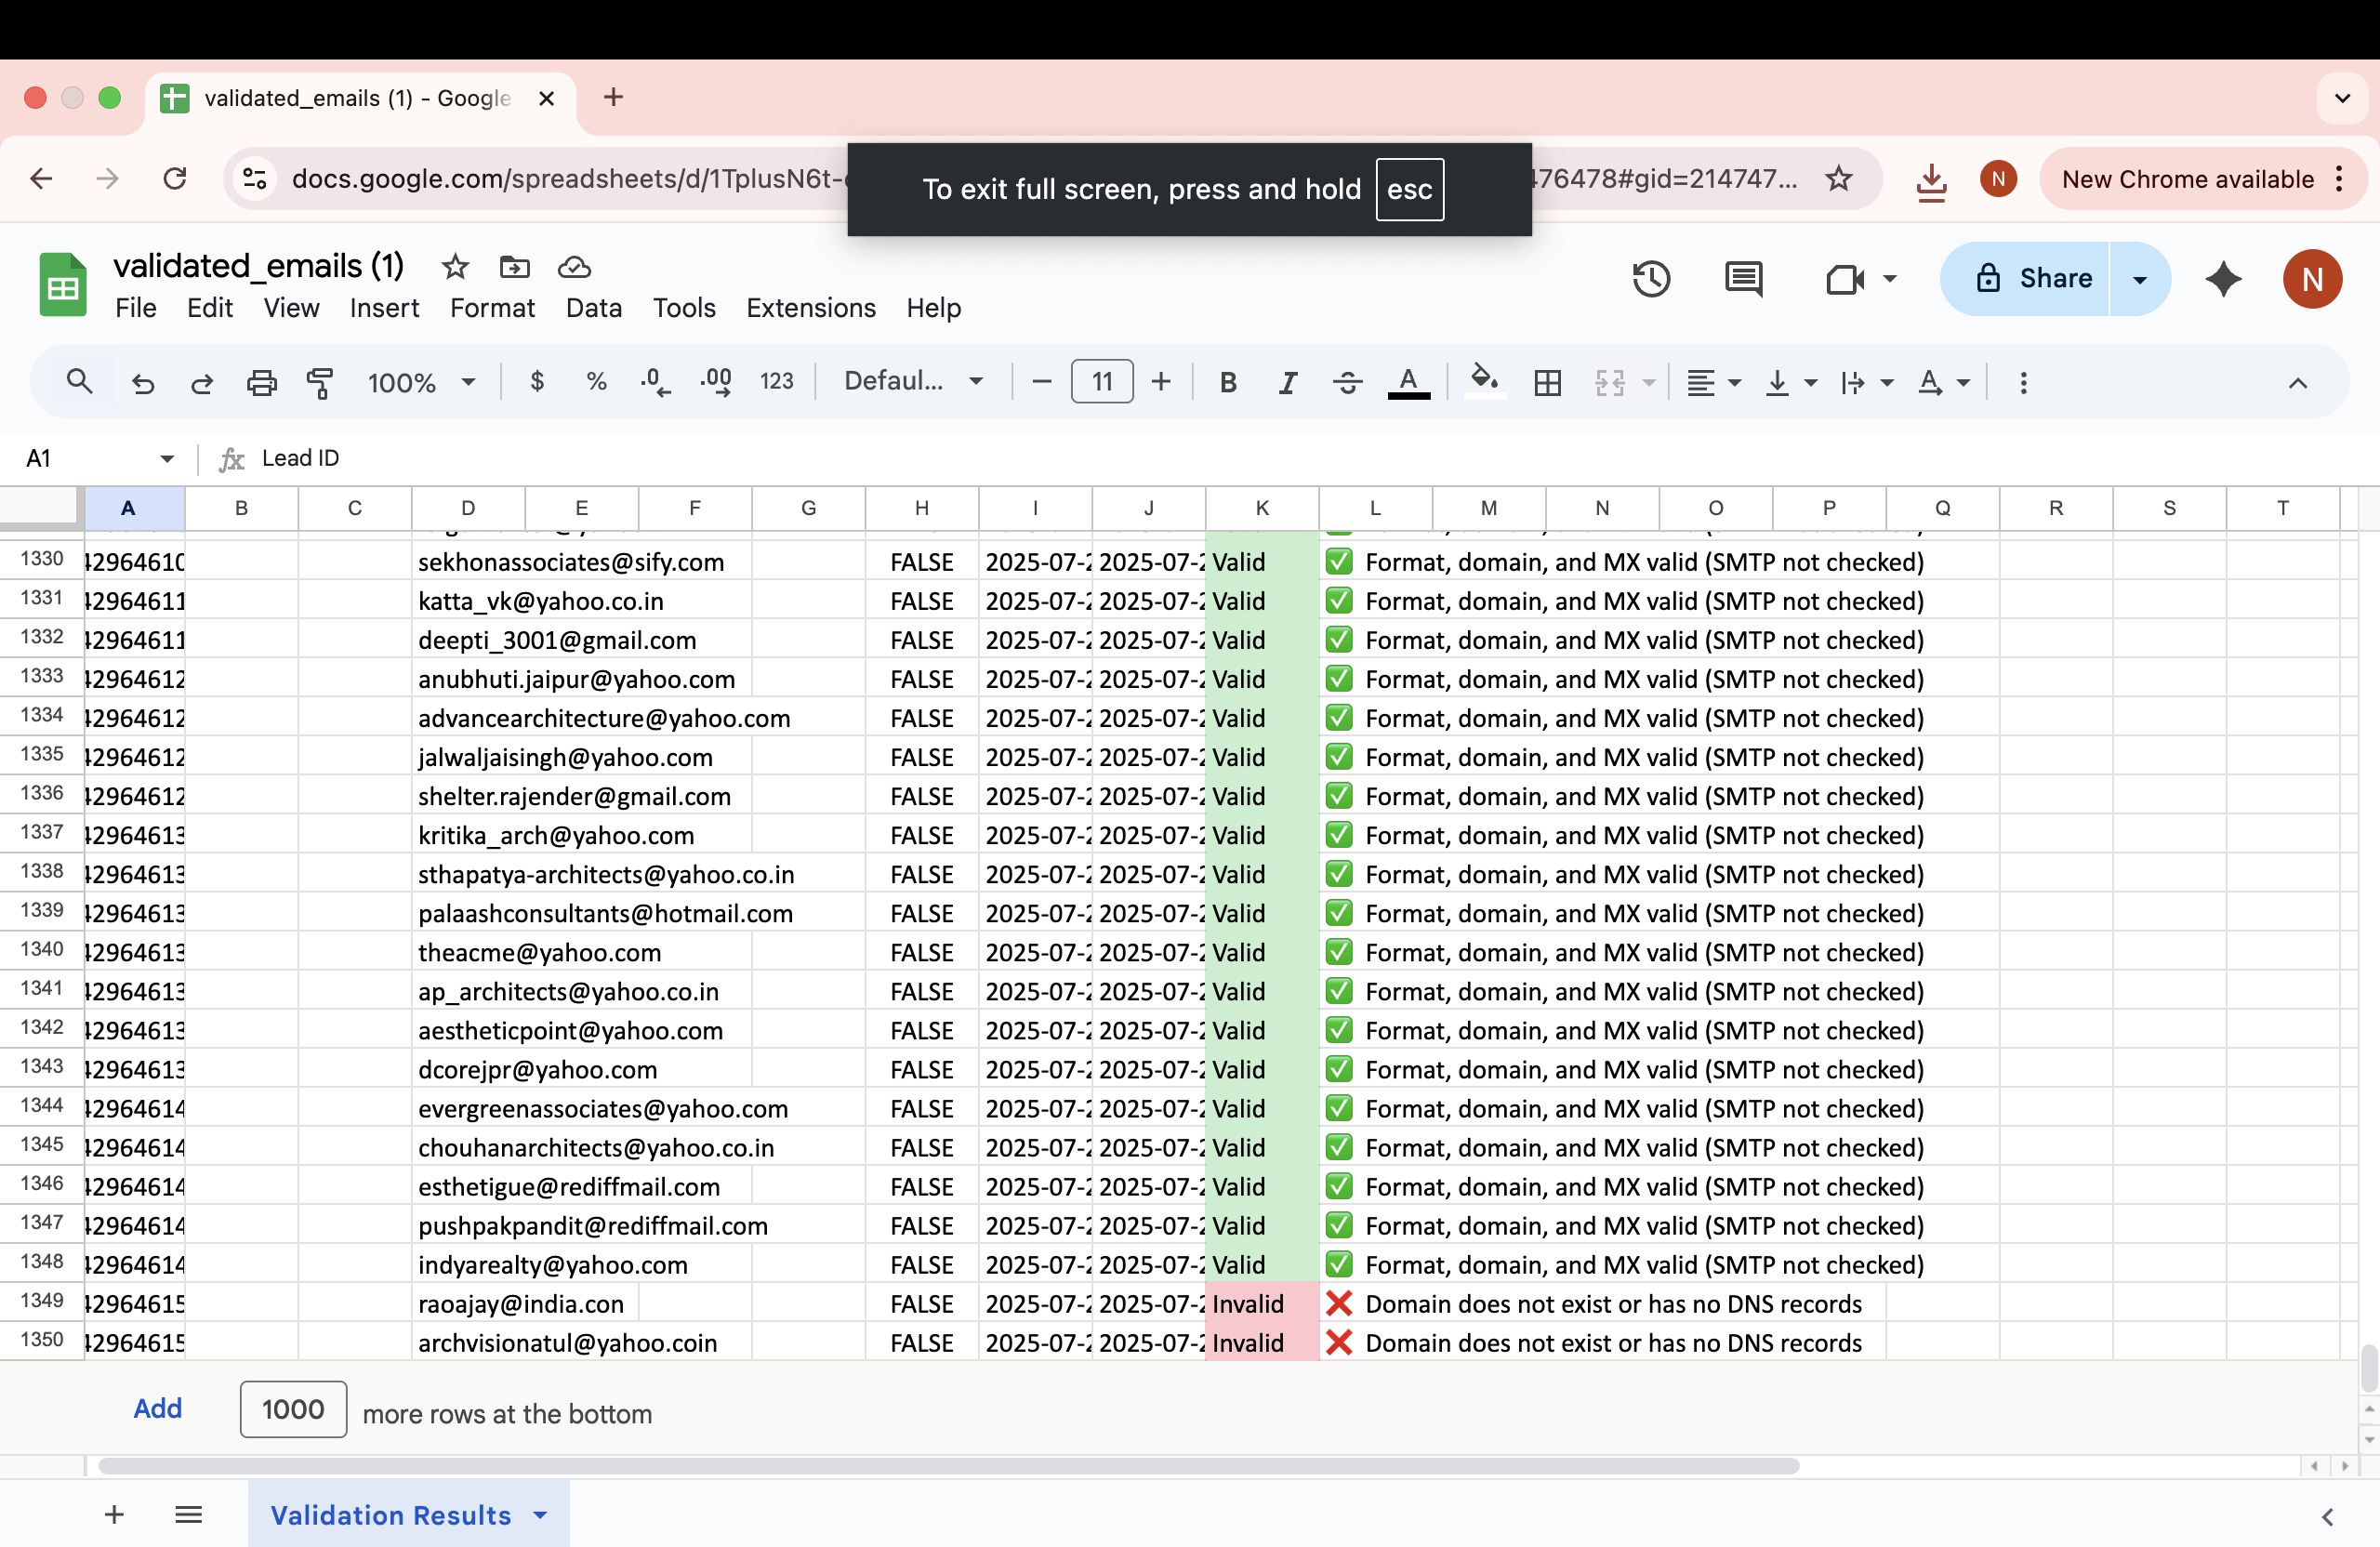 validated_emails (1) - Google
docs.google.com/spreadsheets/d/1TplusN6t- 476478#gid=214747...
To exit full screen, press and hold esc
N
New Chrome available
validated_emails (1)
File Edit View Insert Format Data Tools Extensions Help
Share
N
100% $ % .0 .00 123 Defaul... 11 B I A A
A1 fx Lead ID
A B C D E F G H I J K L M N O P Q R S T
1330 42964610 sekhonassociates@sify.com FALSE 2025-07-2 2025-07-2 Valid ✅ Format, domain, and MX valid (SMTP not checked)
1331 42964611 katta_vk@yahoo.co.in FALSE 2025-07-2 2025-07-2 Valid ✅ Format, domain, and MX valid (SMTP not checked)
1332 42964611 deepti_3001@gmail.com FALSE 2025-07-2 2025-07-2 Valid ✅ Format, domain, and MX valid (SMTP not checked)
1333 42964612 anubhuti.jaipur@yahoo.com FALSE 2025-07-2 2025-07-2 Valid ✅ Format, domain, and MX valid (SMTP not checked)
1334 42964612 advancearchitecture@yahoo.com FALSE 2025-07-2 2025-07-2 Valid ✅ Format, domain, and MX valid (SMTP not checked)
1335 42964612 jalwaljaisingh@yahoo.com FALSE 2025-07-2 2025-07-2 Valid ✅ Format, domain, and MX valid (SMTP not checked)
1336 42964612 shelter.rajender@gmail.com FALSE 2025-07-2 2025-07-2 Valid ✅ Format, domain, and MX valid (SMTP not checked)
1337 42964613 kritika_arch@yahoo.com FALSE 2025-07-2 2025-07-2 Valid ✅ Format, domain, and MX valid (SMTP not checked)
1338 42964613 sthapatya-architects@yahoo.co.in FALSE 2025-07-2 2025-07-2 Valid ✅ Format, domain, and MX valid (SMTP not checked)
1339 42964613 palaashconsultants@hotmail.com FALSE 2025-07-2 2025-07-2 Valid ✅ Format, domain, and MX valid (SMTP not checked)
1340 42964613 theacme@yahoo.com FALSE 2025-07-2 2025-07-2 Valid ✅ Format, domain, and MX valid (SMTP not checked)
1341 42964613 ap_architects@yahoo.co.in FALSE 2025-07-2 2025-07-2 Valid ✅ Format, domain, and MX valid (SMTP not checked)
1342 42964613 aestheticpoint@yahoo.com FALSE 2025-07-2 2025-07-2 Valid ✅ Format, domain, and MX valid (SMTP not checked)
1343 42964613 dcorejpr@yahoo.com FALSE 2025-07-2 2025-07-2 Valid ✅ Format, domain, and MX valid (SMTP not checked)
1344 42964614 evergreenassociates@yahoo.com FALSE 2025-07-2 2025-07-2 Valid ✅ Format, domain, and MX valid (SMTP not checked)
1345 42964614 chouhanarchitects@yahoo.co.in FALSE 2025-07-2 2025-07-2 Valid ✅ Format, domain, and MX valid (SMTP not checked)
1346 42964614 esthetigue@rediffmail.com FALSE 2025-07-2 2025-07-2 Valid ✅ Format, domain, and MX valid (SMTP not checked)
1347 42964614 pushpakpandit@rediffmail.com FALSE 2025-07-2 2025-07-2 Valid ✅ Format, domain, and MX valid (SMTP not checked)
1348 42964614 indyarealty@yahoo.com FALSE 2025-07-2 2025-07-2 Valid ✅ Format, domain, and MX valid (SMTP not checked)
1349 42964615 raoajay@india.con FALSE 2025-07-2 2025-07-2 Invalid ❌ Domain does not exist or has no DNS records
1350 42964615 archvisionatul@yahoo.coin FALSE 2025-07-2 2025-07-2 Invalid ❌ Domain does not exist or has no DNS records
Add 1000 more rows at the bottom
Validation Results